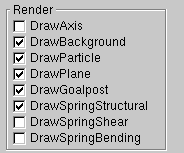 Render
DrawAxis
DrawBackground
DrawParticle
DrawPlane
DrawGoalpost
DrawSpringStructural
DrawSpringShear
DrawSpringBending